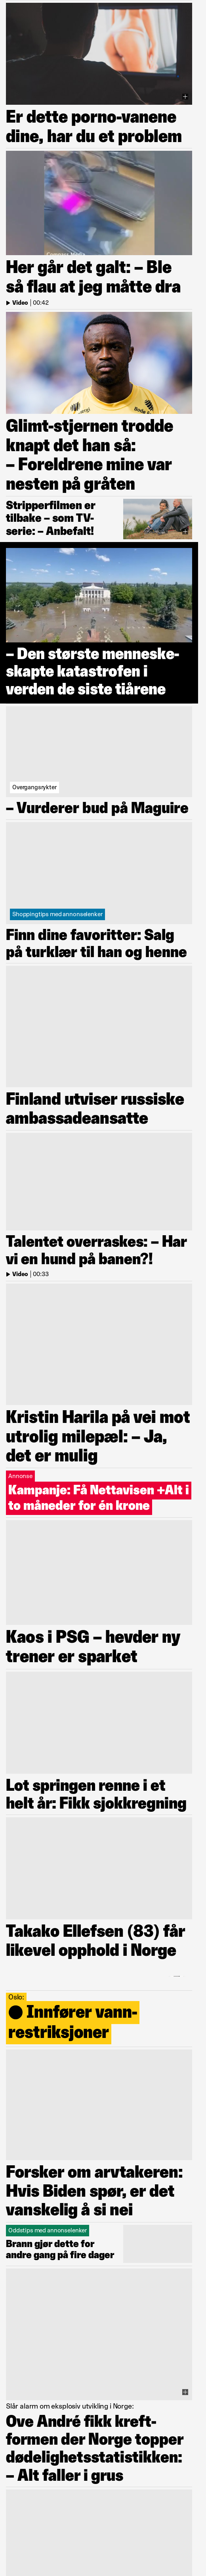 Er dette porno-vanene
dine, har du et problem
Her går det galt: – Ble
så flau at jeg måtte dra
Video | 00:42
Glimt-stjernen trodde
knapt det han så:
– Foreldrene mine var
nesten på gråten
Stripperfilmen er
tilbake – som TV-
serie: – Anbefalt!
– Den største menneske-
skapte katastrofen i
verden de siste tiårene
Overgangsrykter
– Vurderer bud på Maguire
Shoppingtips med annonselenker
Finn dine favoritter: Salg
på turklær til han og henne
Finland utviser russiske
ambassadeansatte
Talentet overraskes: – Har
vi en hund på banen?!
Video | 00:33
Kristin Harila på vei mot
utrolig milepæl: – Ja,
det er mulig
Annonse
Kampanje: Få Nettavisen +Alt i
to måneder for én krone
Kaos i PSG – hevder ny
trener er sparket
Lot springen renne i et
helt år: Fikk sjokkregning
Takako Ellefsen (83) får
likevel opphold i Norge
Oslo:
Innfører vann-
restriksjoner
Forsker om arvtakeren:
Hvis Biden spør, er det
vanskelig å si nei
Oddstips med annonselenker
Brann gjør dette for
andre gang på fire dager
Slår alarm om eksplosiv utvikling i Norge:
Ove André fikk kreft-
formen der Norge topper
dødelighetsstatistikken:
– Alt faller i grus